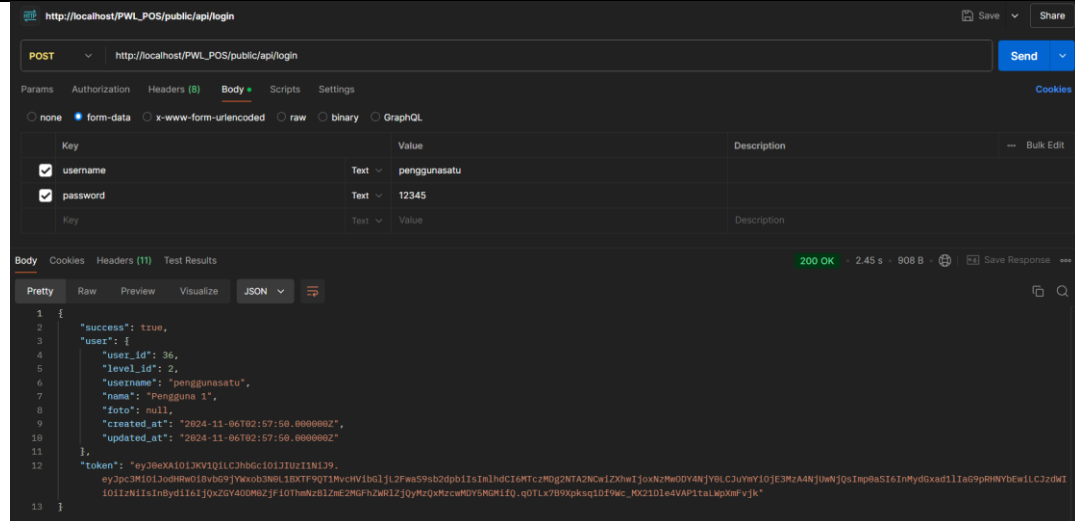 http://localhost/PWL_POS/public/api/login
Save
Share
POST
http://localhost/PWL_POS/public/api/login
Send
Params Authorization Headers (8) Body Scripts Settings
Cookies
none form-data x-www-form-urlencoded raw binary GraphQL
Key Value Description Bulk Edit
username Text penggunasatu
password Text 12345
Key Text Value Description
Body Cookies Headers (11) Test Results
200 OK 2.45 s 908 B Save Response
Pretty Raw Preview Visualize JSON
1 {
2 "success": true,
3 "user": {
4 "user_id": 36,
5 "level_id": 2,
6 "username": "penggunasatu",
7 "nama": "Pengguna 1",
8 "foto": null,
9 "created_at": "2024-11-06T02:57:50.000000Z",
10 "updated_at": "2024-11-06T02:57:50.000000Z"
11 },
12 "token": "eyJ0eXAiOiJKV1QiLCJhbGciOiJIUzI1NiJ9.
13 }